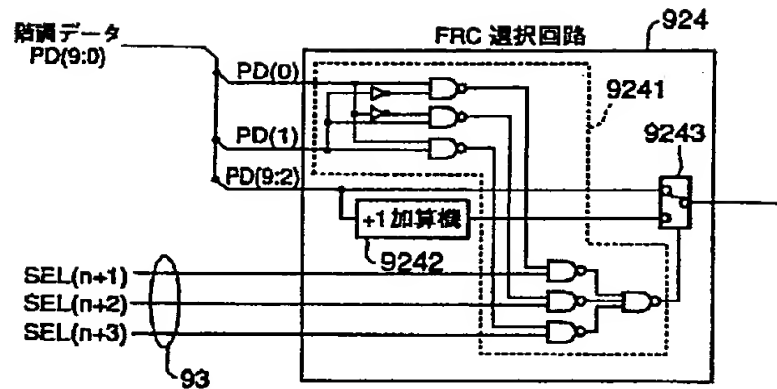 階調データ
PD(9:0)
FRC 選択回路
924
PD(0)
9241
PD(1)
9243
PD(9:2)
+1 加算機
9242
SEL(n+1)
SEL(n+2)
SEL(n+3)
93